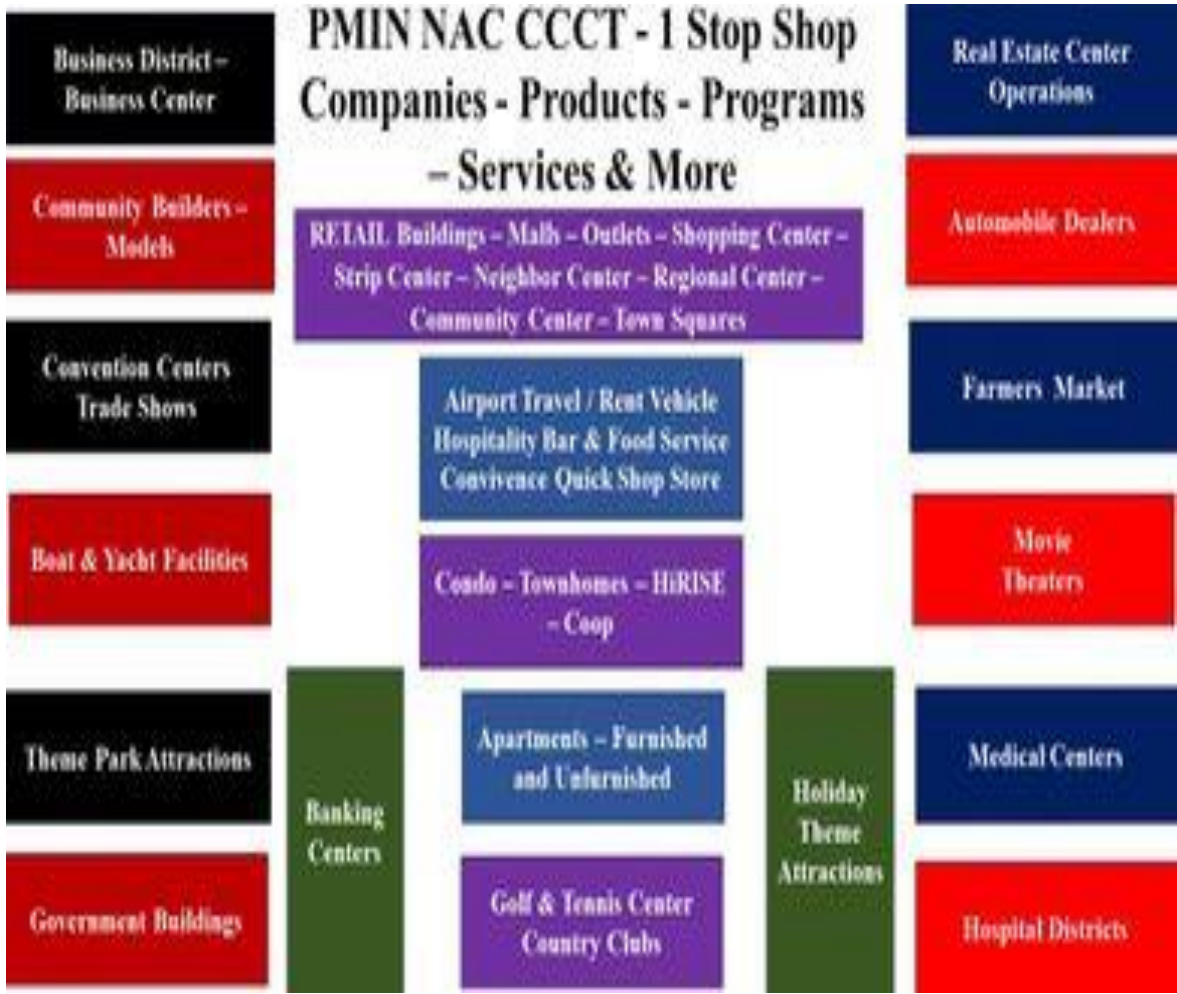 PMIN NAC CCCT - 1 Stop Shop
Companies - Products - Programs
– Services & More
Business District –
Business Center
Community Builders –
Models
Convention Centers
Trade Shows
Boat & Yacht Facilities
Theme Park Attractions
Government Buildings
RETAIL Buildings – Malls – Outlets – Shopping Center –
Strip Center – Neighbor Center – Regional Center –
Community Center – Town Squares
Airport Travel / Rent Vehicle
Hospitality Bar & Food Service
Convivence Quick Shop Store
Condo – Townhomes – HiRISE
– Coop
Banking
Centers
Apartments – Furnished
and Unfurnished
Golf & Tennis Center
Country Clubs
Holiday
Theme
Attractions
Real Estate Center
Operations
Automobile Dealers
Farmers Market
Movie
Theaters
Medical Centers
Hospital Districts